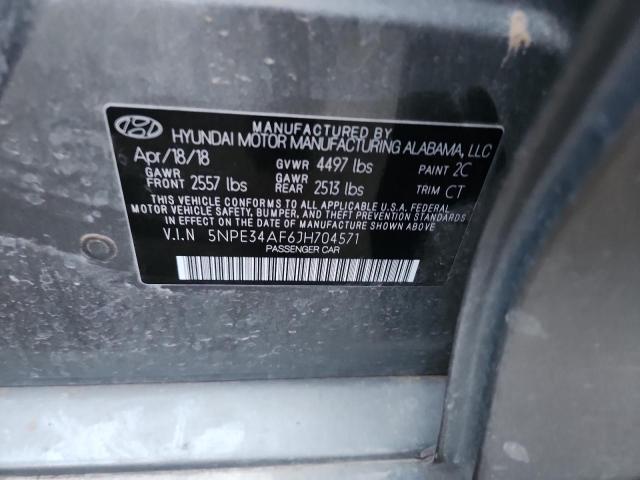 MANUFACTURED BY
HYUNDAI MOTOR MANUFACTURING ALABAMA, LLC
Apr/18/18 GVWR 4497 lbs PAINT 2C
GAWR FRONT 2557 lbs GAWR REAR 2513 lbs TRIM CT
THIS VEHICLE CONFORMS TO ALL APPLICABLE U.S.A. FEDERAL
MOTOR VEHICLE SAFETY, BUMPER, AND THEFT PREVENTION
STANDARDS IN EFFECT ON THE DATE OF MANUFACTURE SHOWN ABOVE
V.I.N 5NPE34AF6JH704571
PASSENGER CAR